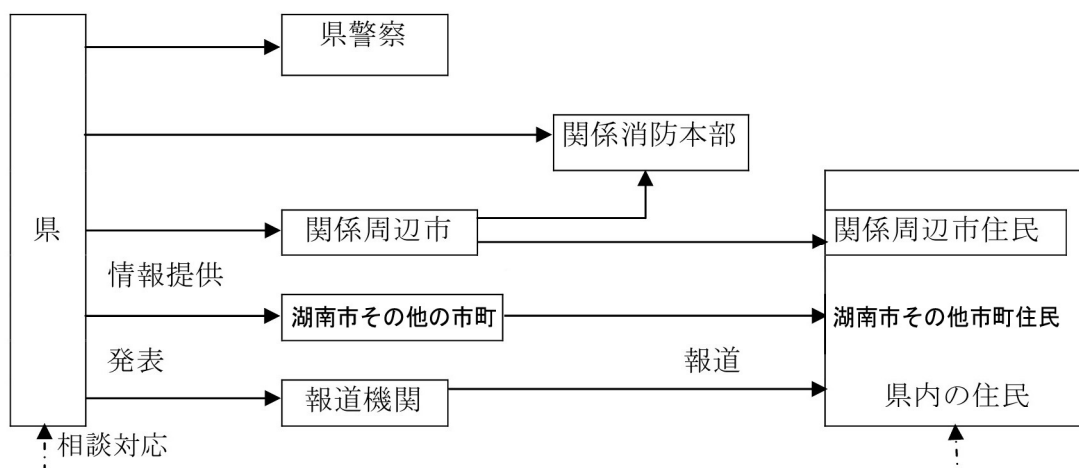 県警察
関係消防本部
県
関係周辺市
関係周辺市住民
情報提供
湖南市その他の市町
湖南市その他市町住民
発表
報道
報道機関
県内の住民
相談対応